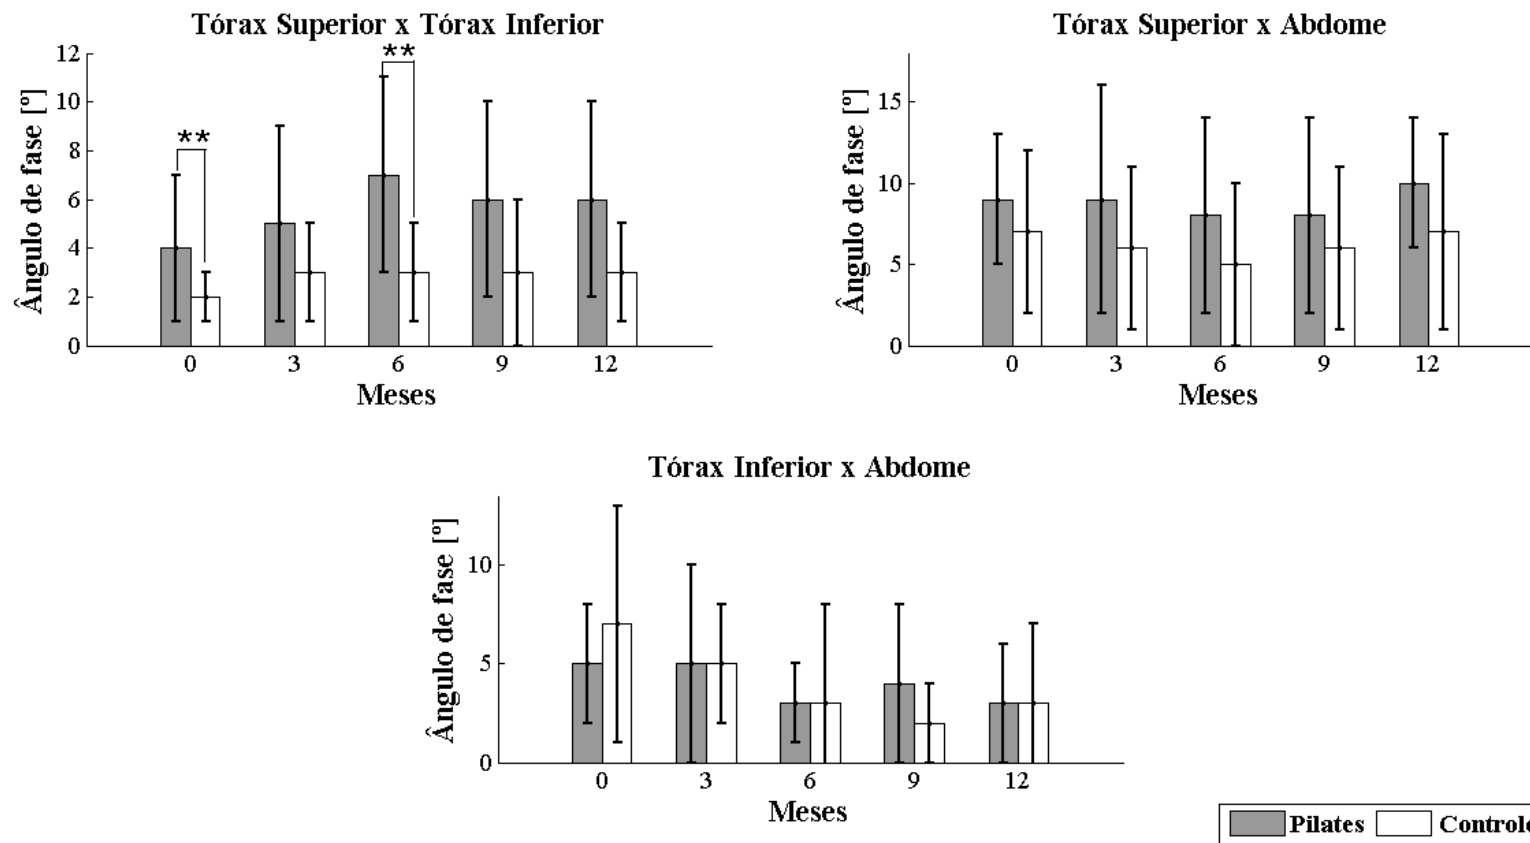 Tórax Superior x Tórax Inferior
Ângulo de fase [º]
12
10
8
6
4
2
0
**
**
0 3 6 9 12
Meses
Tórax Superior x Abdome
Ângulo de fase [º]
15
10
5
0
0 3 6 9 12
Meses
Tórax Inferior x Abdome
Ângulo de fase [º]
10
5
0
0 3 6 9 12
Meses
Pilates Controle